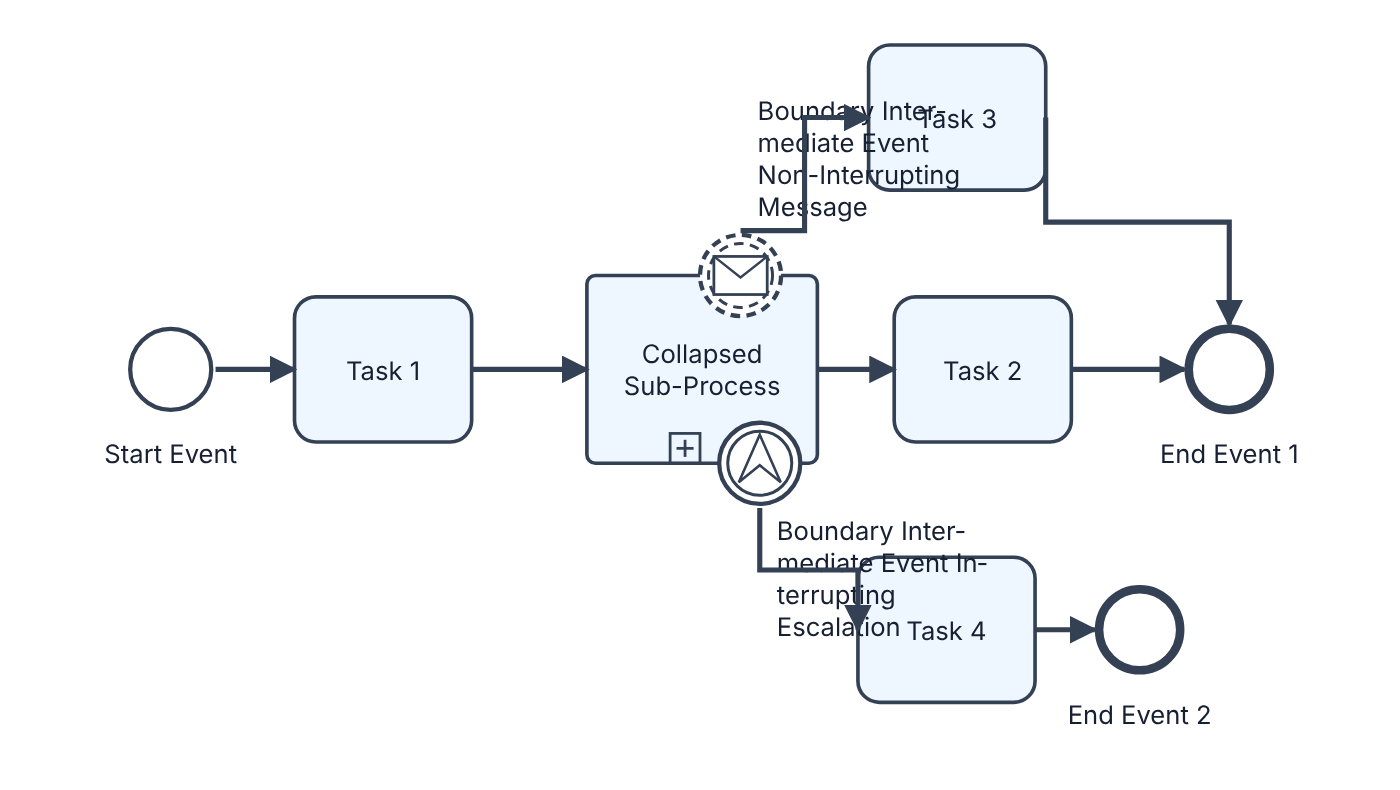 Boundary Inter-
mediate Event
Non-Interrupting
Message
Task 3
Collapsed
Sub-Process
Task 1
Task 2
Start Event
End Event 1
Boundary Inter-
mediate Event In-
terrupting
Escalation
Task 4
End Event 2